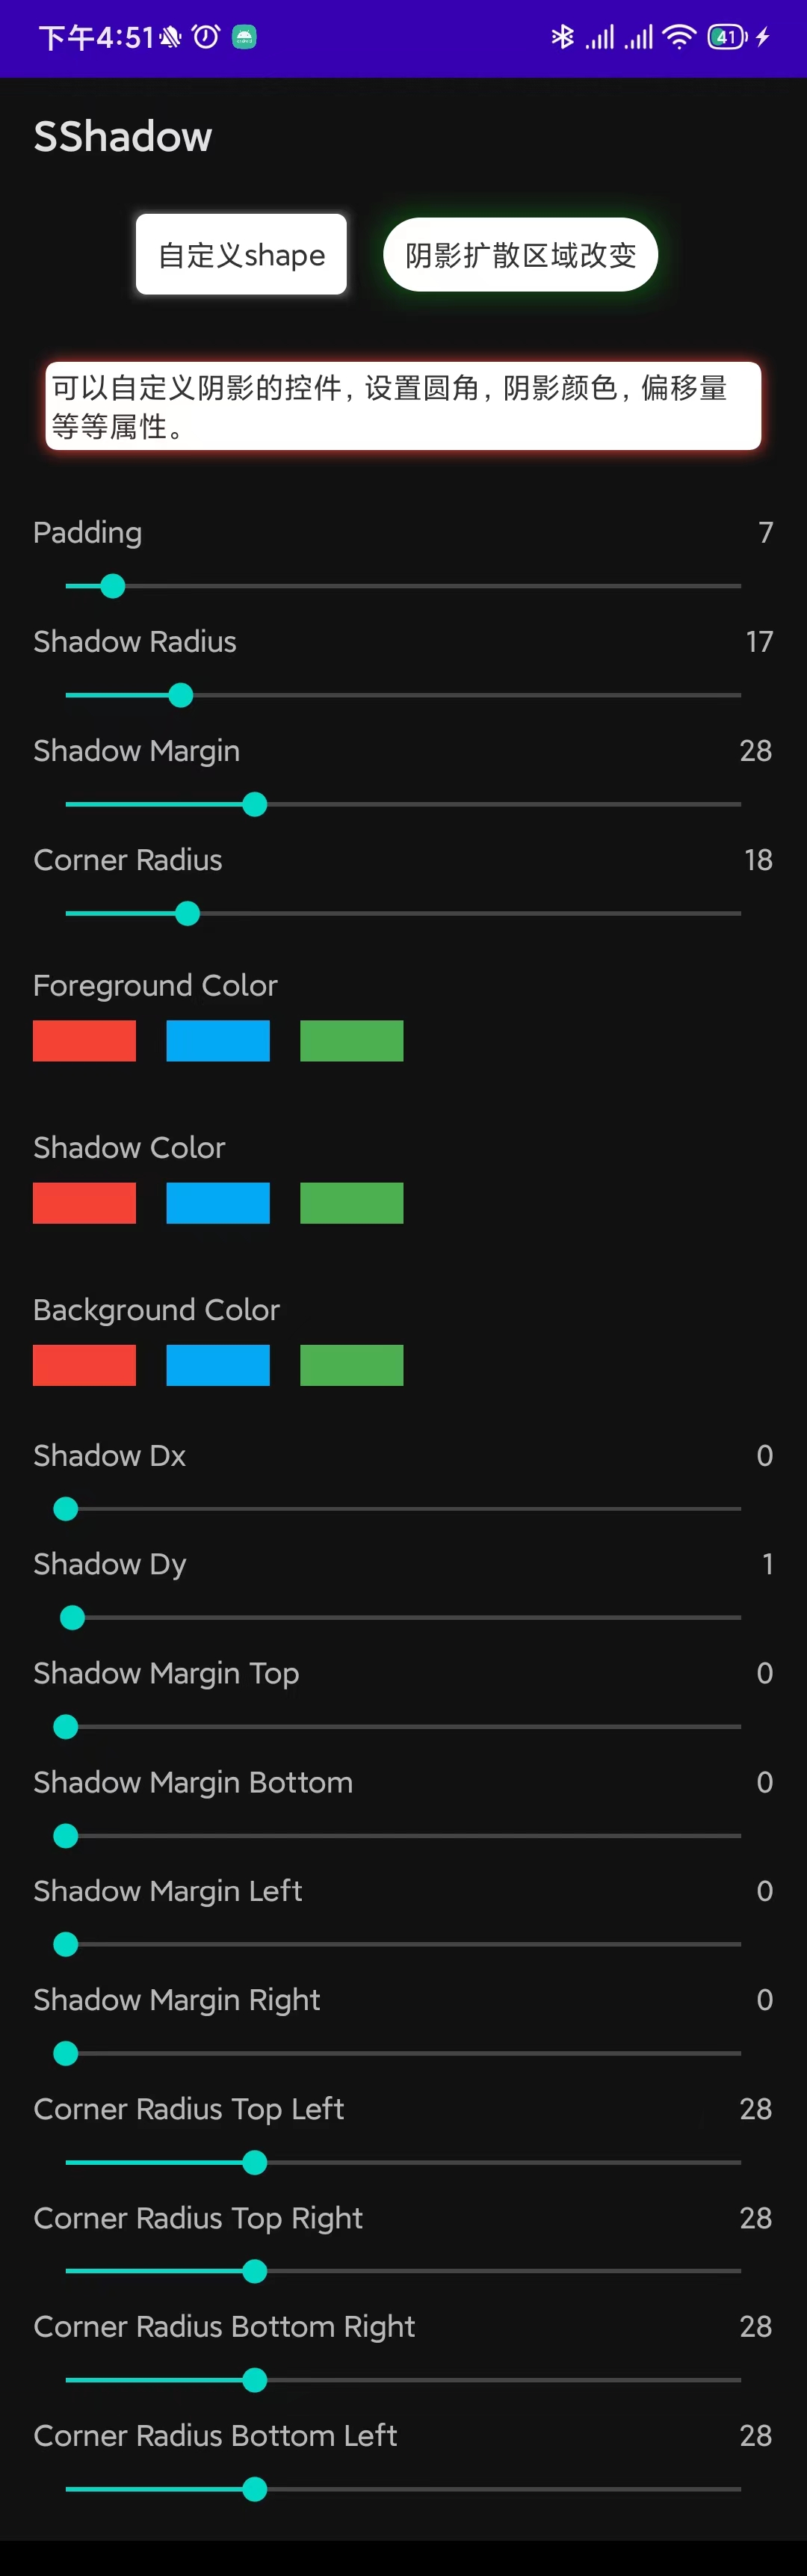 下午4:51
41
SShadow
自定义shape
阴影扩散区域改变
可以自定义阴影的控件，设置圆角，阴影颜色，偏移量
等等属性。
Padding 7
Shadow Radius 17
Shadow Margin 28
Corner Radius 18
Foreground Color
Shadow Color
Background Color
Shadow Dx 0
Shadow Dy 1
Shadow Margin Top 0
Shadow Margin Bottom 0
Shadow Margin Left 0
Shadow Margin Right 0
Corner Radius Top Left 28
Corner Radius Top Right 28
Corner Radius Bottom Right 28
Corner Radius Bottom Left 28